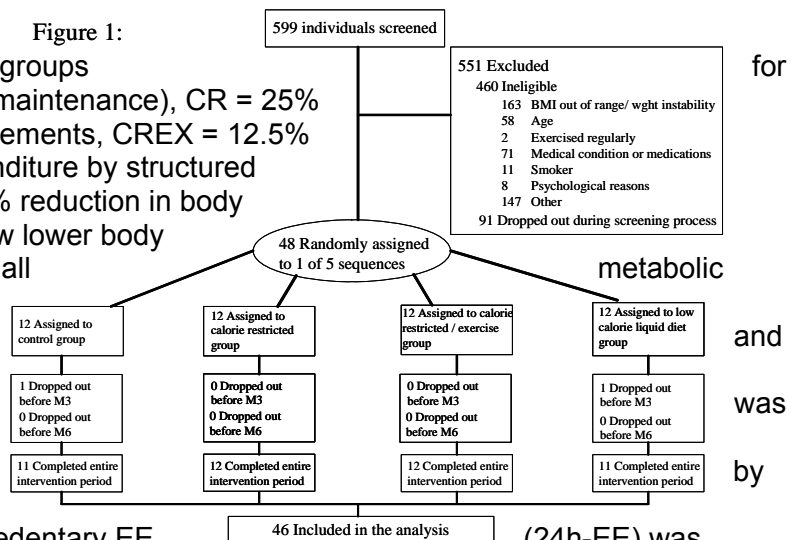 Figure 1:
groups
for
maintenance), CR = 25%
ements, CREX = 12.5%
nditure by structured
% reduction in body
w lower body
all
metabolic
and
was
by
599 individuals screened
551 Excluded
460 Ineligible
163 BMI out of range/ wght instability
58 Age
2 Exercised regularly
71 Medical condition or medications
11 Smoker
8 Psychological reasons
147 Other
91 Dropped out during screening process
48 Randomly assigned
to 1 of 5 sequences
12 Assigned to
control group
12 Assigned to
calorie restricted
group
12 Assigned to calorie
restricted / exercise
group
12 Assigned to low
calorie liquid diet
group
1 Dropped out
before M3
0 Dropped out
before M6
0 Dropped out
before M3
0 Dropped out
before M6
0 Dropped out
before M3
0 Dropped out
before M6
1 Dropped out
before M3
0 Dropped out
before M6
11 Completed entire
intervention period
12 Completed entire
intervention period
12 Completed entire
intervention period
11 Completed entire
intervention period
46 Included in the analysis
edentary EE
(24h-EE) was